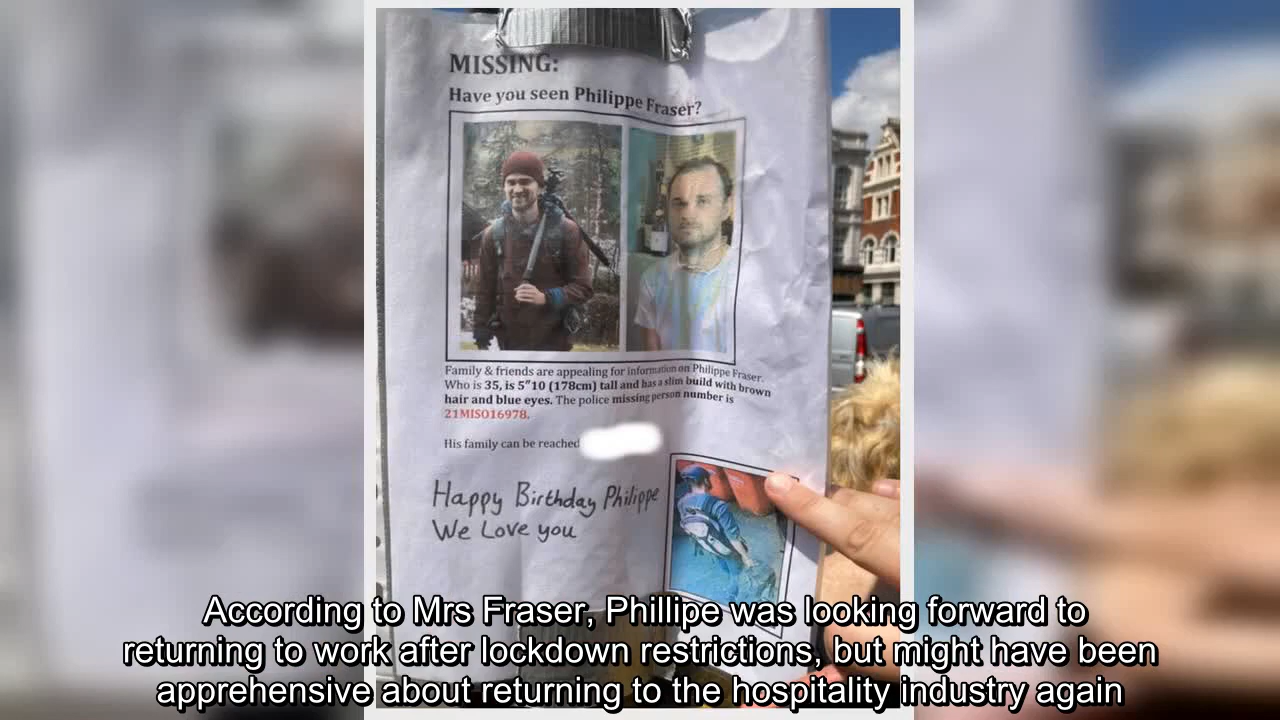 MISSING:
Have you seen Philippe Fraser?
Family & friends are appealing for information on Philippe Fraser.
Who is 35, is 5"10 (178cm) tall and has a slim build with brown
hair and blue eyes. The police missing person number is
21MISO16978.
His family can be reached
Happy Birthday Philippe
We Love you
According to Mrs Fraser, Phillipe was looking forward to
returning to work after lockdown restrictions, but might have been
apprehensive about returning to the hospitality industry again